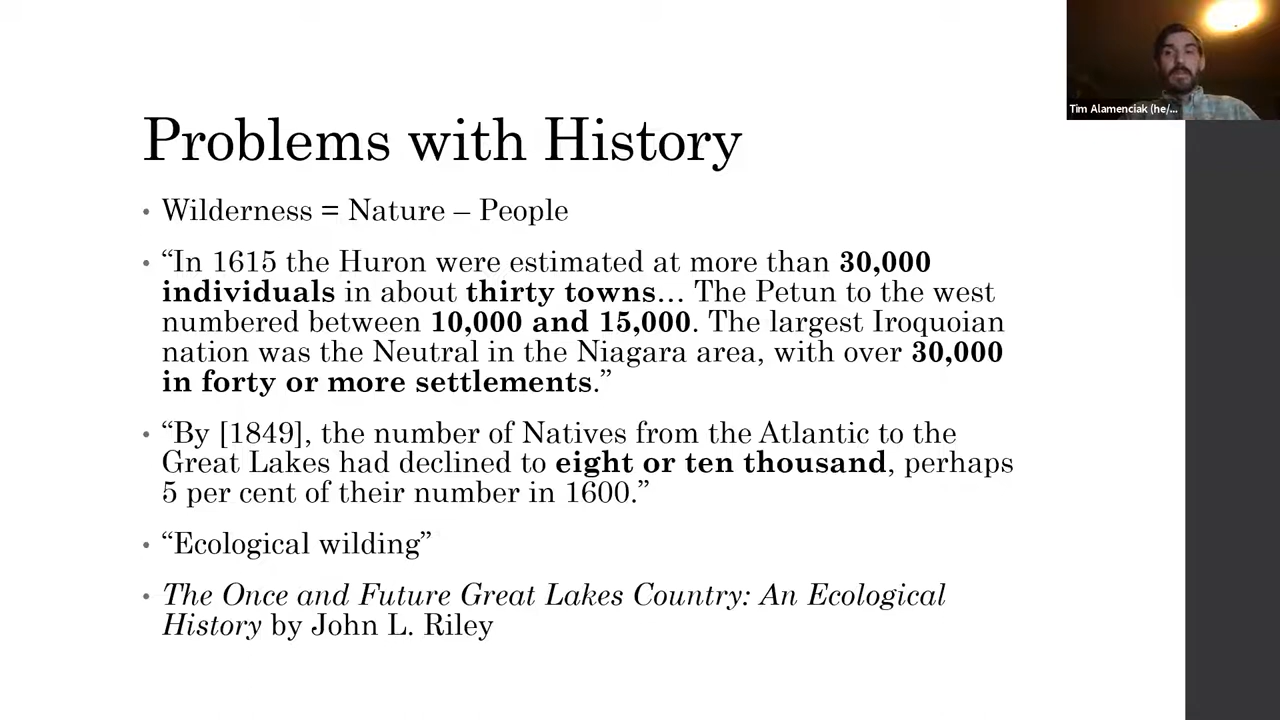 Tim Alamenciak (he/...
Problems with History
• Wilderness = Nature – People
• “In 1615 the Huron were estimated at more than 30,000
individuals in about thirty towns… The Petun to the west
numbered between 10,000 and 15,000. The largest Iroquoian
nation was the Neutral in the Niagara area, with over 30,000
in forty or more settlements.”
• “By [1849], the number of Natives from the Atlantic to the
Great Lakes had declined to eight or ten thousand, perhaps
5 per cent of their number in 1600.”
• “Ecological wilding”
• The Once and Future Great Lakes Country: An Ecological
History by John L. Riley